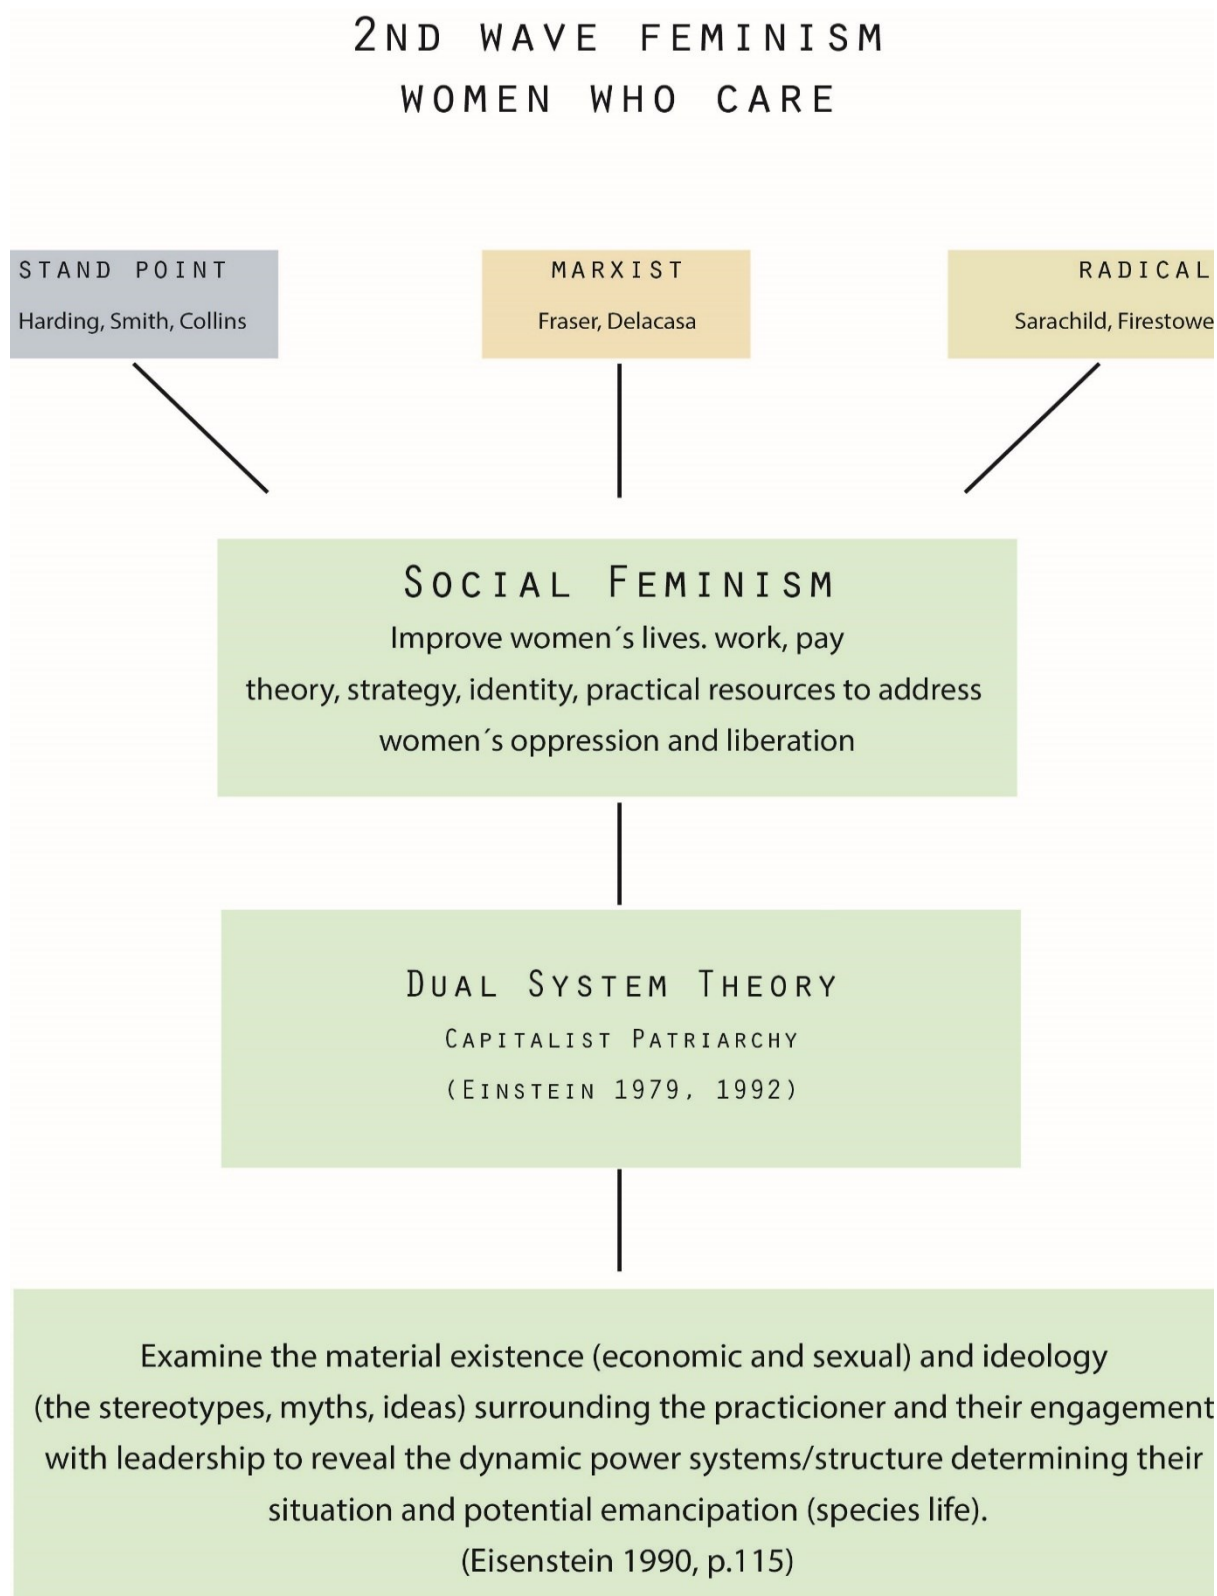 2ND WAVE FEMINISM
WOMEN WHO CARE
STAND POINT
Harding, Smith, Collins
MARXIST
Fraser, Delacasa
RADICAL
Sarachild, Firestowe
SOCIAL FEMINISM
Improve women´s lives. work, pay
theory, strategy, identity, practical resources to address
women´s oppression and liberation
DUAL SYSTEM THEORY
CAPITALIST PATRIARCHY
(EINSTEIN 1979, 1992)
Examine the material existence (economic and sexual) and ideology
(the stereotypes, myths, ideas) surrounding the practicioner and their engagement
with leadership to reveal the dynamic power systems/structure determining their
situation and potential emancipation (species life).
(Eisenstein 1990, p.115)